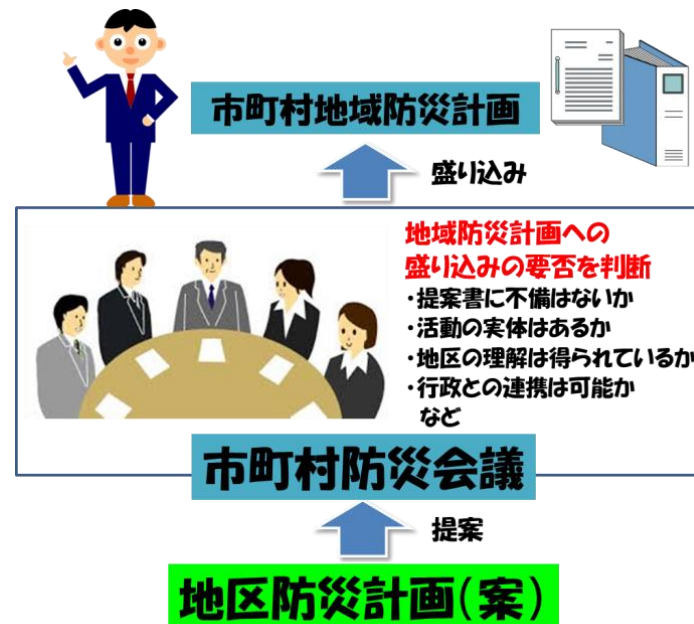 市町村地域防災計画
盛り込み
地域防災計画への
盛り込みの要否を判断
・提案書に不備はないか
・活動の実体はあるか
・地区の理解は得られているか
・行政との連携は可能か
など
市町村防災会議
提案
地区防災計画(案)